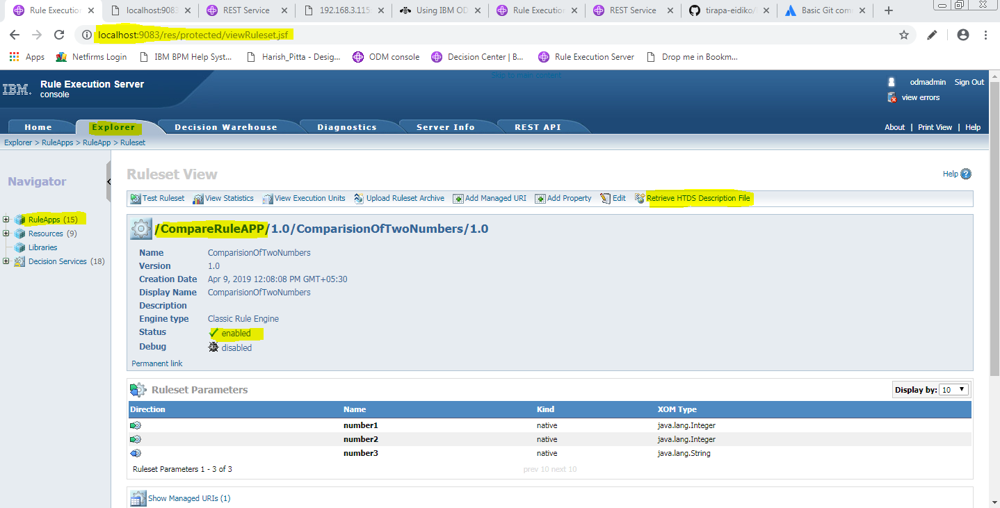 Rule Execution
localhost:9083
REST Service
192.168.3.115
Using IBM OD
Rule Execution
REST Service
tirapa-eidiko/
Basic Git com
localhost:9083/res/protected/viewRuleset.jsf
Apps
Netfirms Login
IBM BPM Help Syst...
Harish_Pitta - Desig...
ODM console
Decision Center | B...
Rule Execution Server
Drop me in Bookm...
Skip to main content
IBM.
Rule Execution Server
console
odmadmin Sign Out
view errors
Home Explorer Decision Warehouse Diagnostics Server Info REST API
About | Print View | Help
Explorer > RuleApps > RuleApp > Ruleset
Navigator
RuleApps (15)
Resources (9)
Libraries
Decision Services (18)
Ruleset View
Help ?
Test Ruleset View Statistics View Execution Units Upload Ruleset Archive Add Managed URI Add Property Edit Retrieve HTDS Description File
/CompareRuleAPP/1.0/ComparisionOfTwoNumbers/1.0
Name ComparisionOfTwoNumbers
Version 1.0
Creation Date Apr 9, 2019 12:08:08 PM GMT+05:30
Display Name ComparisionOfTwoNumbers
Description
Engine type Classic Rule Engine
Status enabled
Debug disabled
Permanent link
Ruleset Parameters
Display by: 10
Direction Name Kind XOM Type
number1 native java.lang.Integer
number2 native java.lang.Integer
number3 native java.lang.String
Ruleset Parameters 1 - 3 of 3 prev 10 next 10
Show Managed URIs (1)